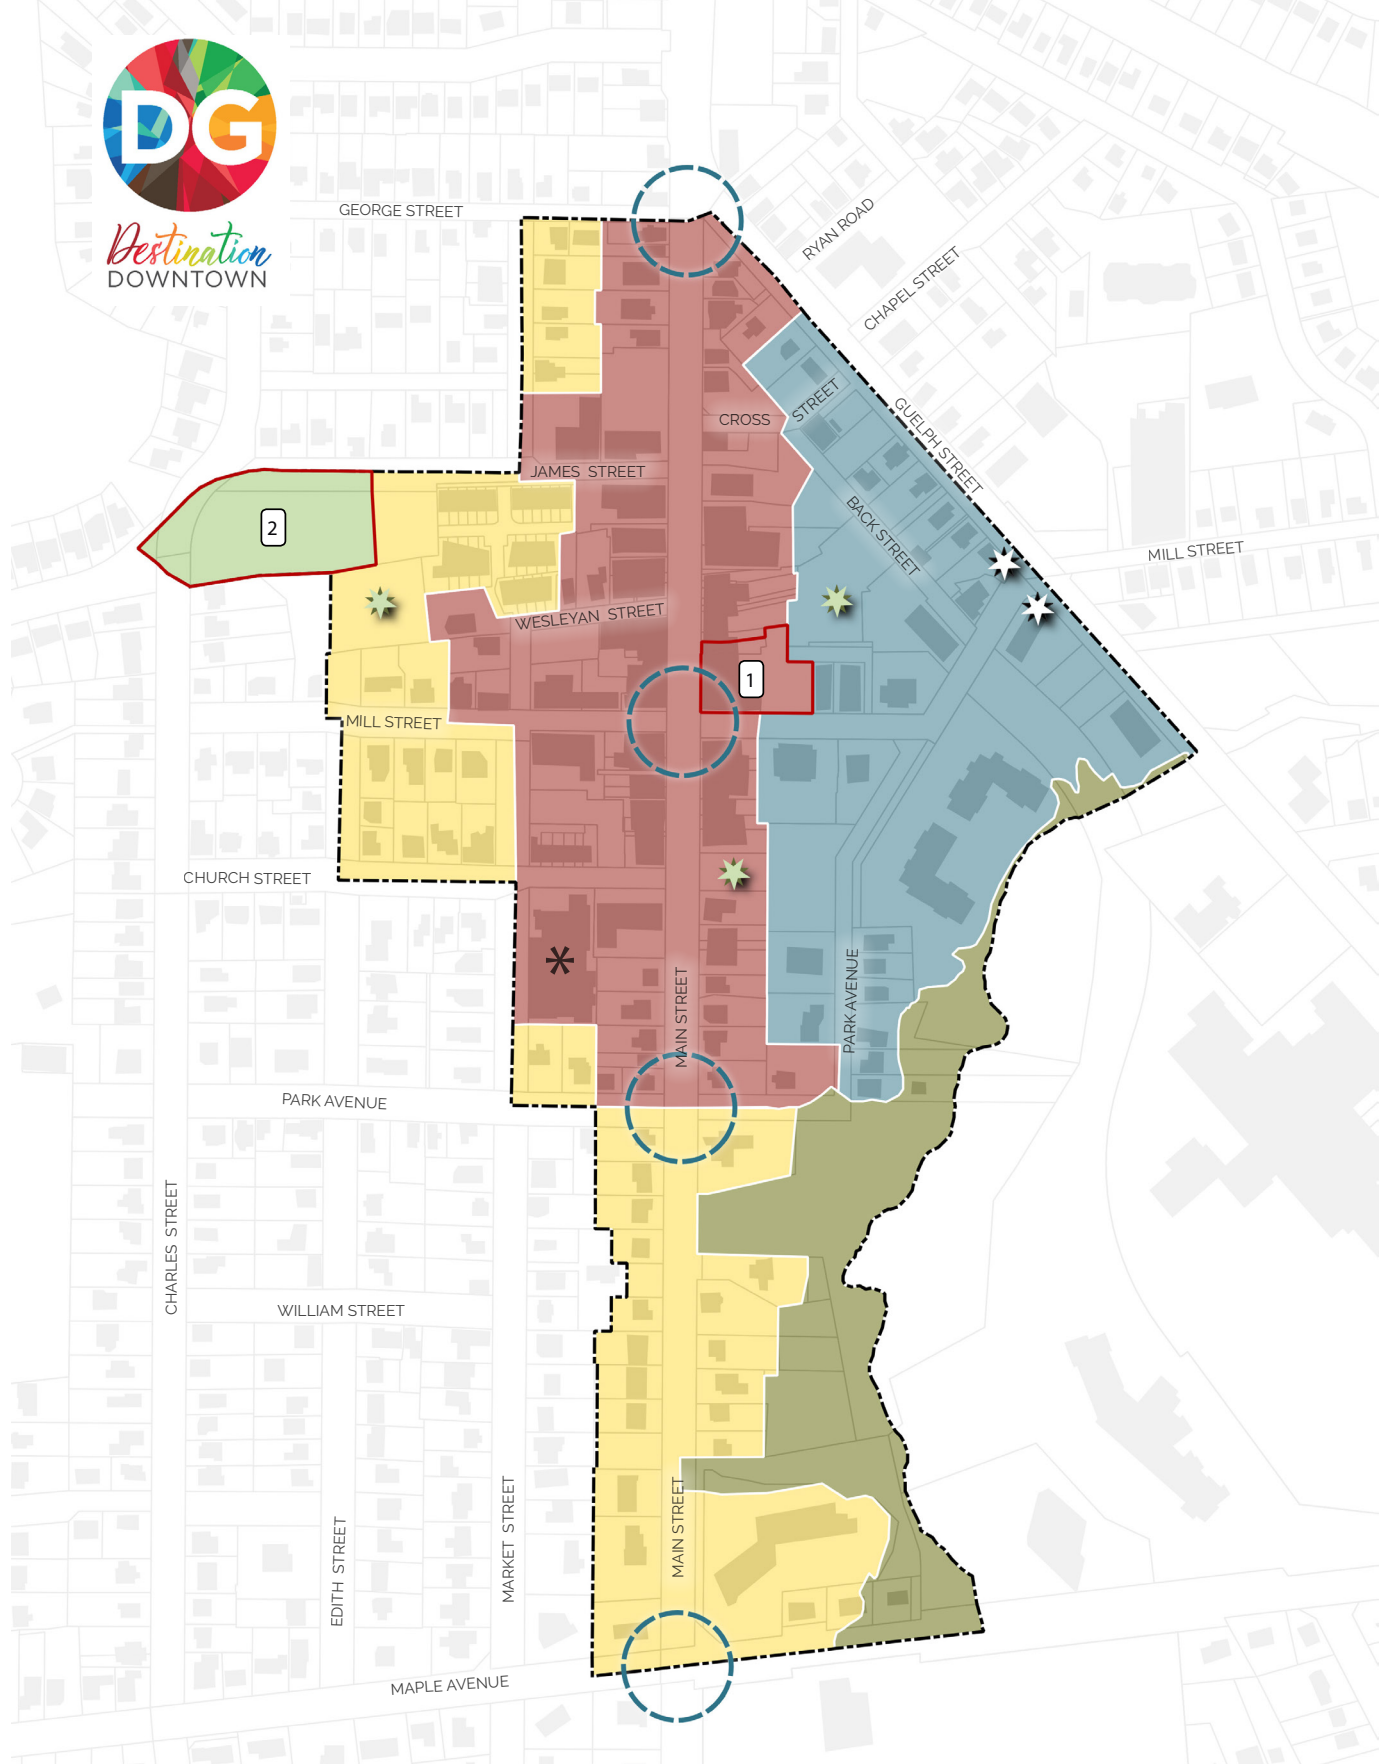 DG
Destination
DOWNTOWN
GEORGE STREET
RYAN ROAD
CHAPEL STREET
GUELPH STREET
CROSS
STREET
JAMES STREET
BACK STREET
2
MILL STREET
WESLEYAN STREET
1
MILL STREET
CHURCH STREET
*
MAIN STREET
PARK AVENUE
PARK AVENUE
CHARLES STREET
WILLIAM STREET
MARKET STREET
MAIN STREET
EDITH STREET
MAPLE AVENUE